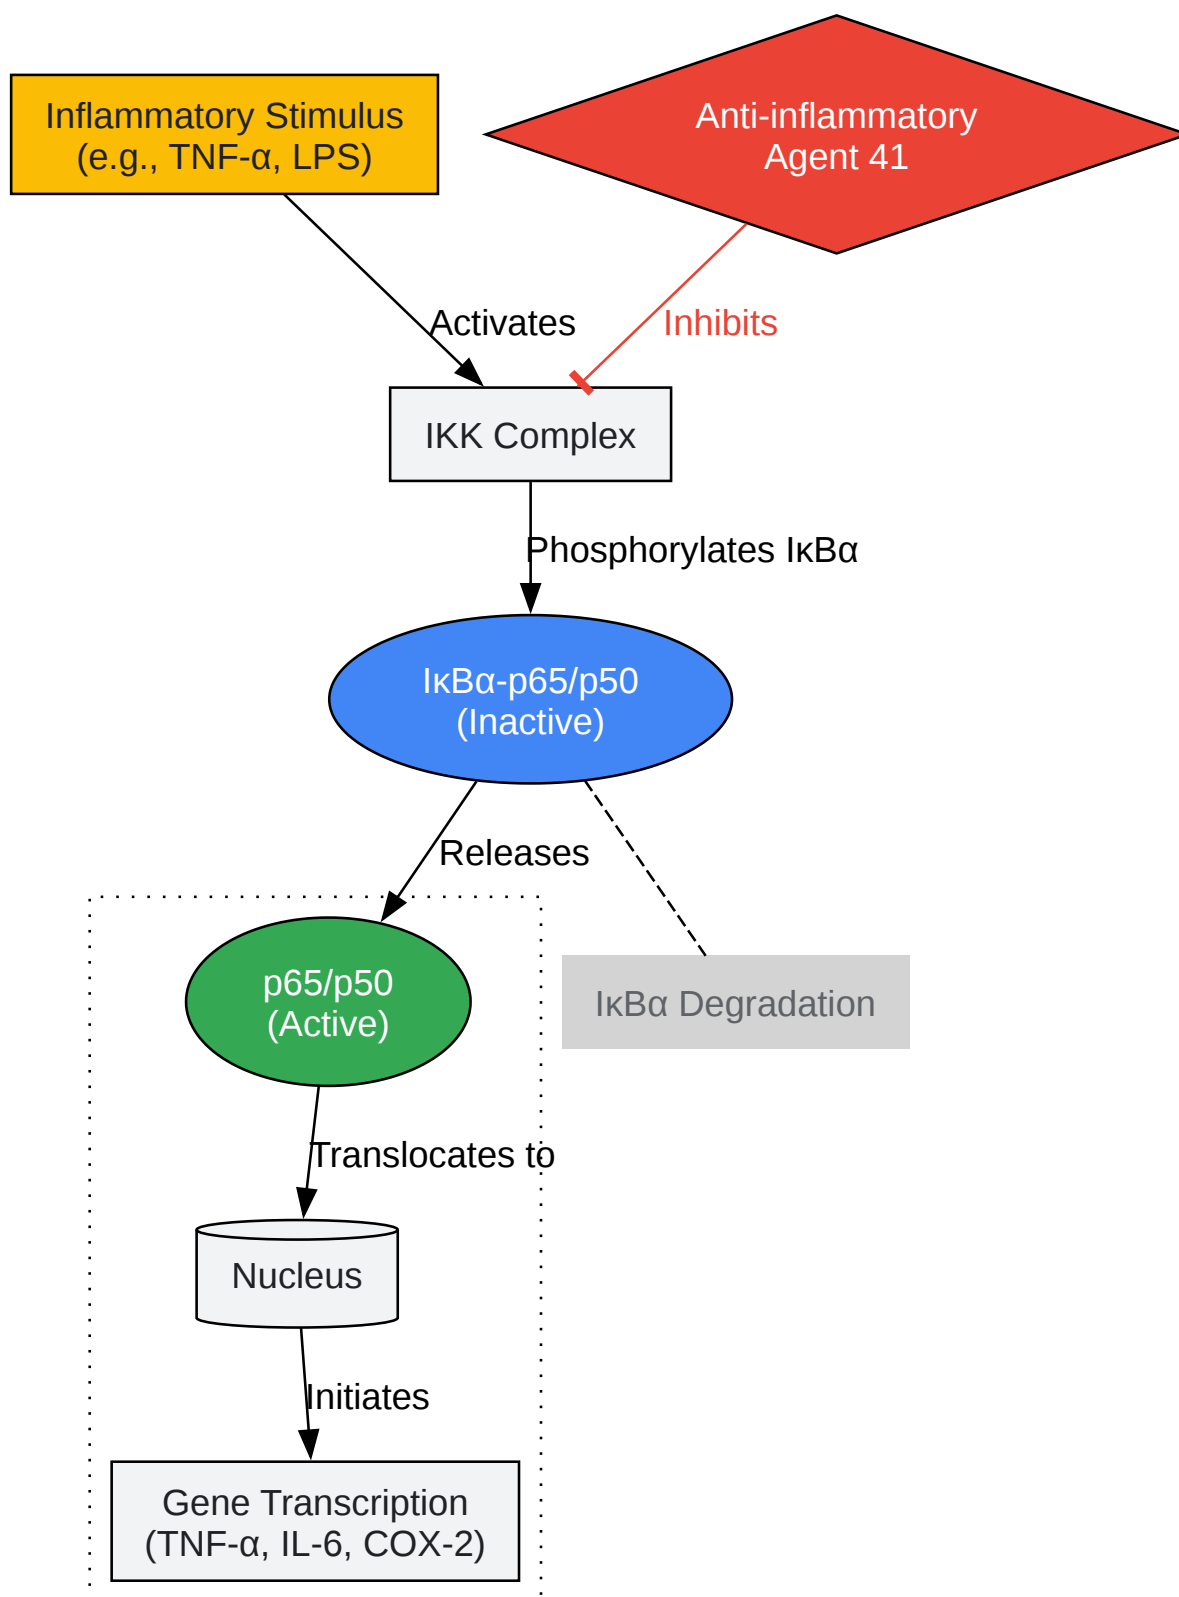 Inflammatory Stimulus
(e.g., TNF-α, LPS)
Anti-inflammatory
Agent 41
Activates
Inhibits
IKK Complex
Phosphorylates IκBα
IκBα-p65/p50
(Inactive)
Releases
p65/p50
(Active)
IκBα Degradation
Translocates to
Nucleus
Initiates
Gene Transcription
(TNF-α, IL-6, COX-2)